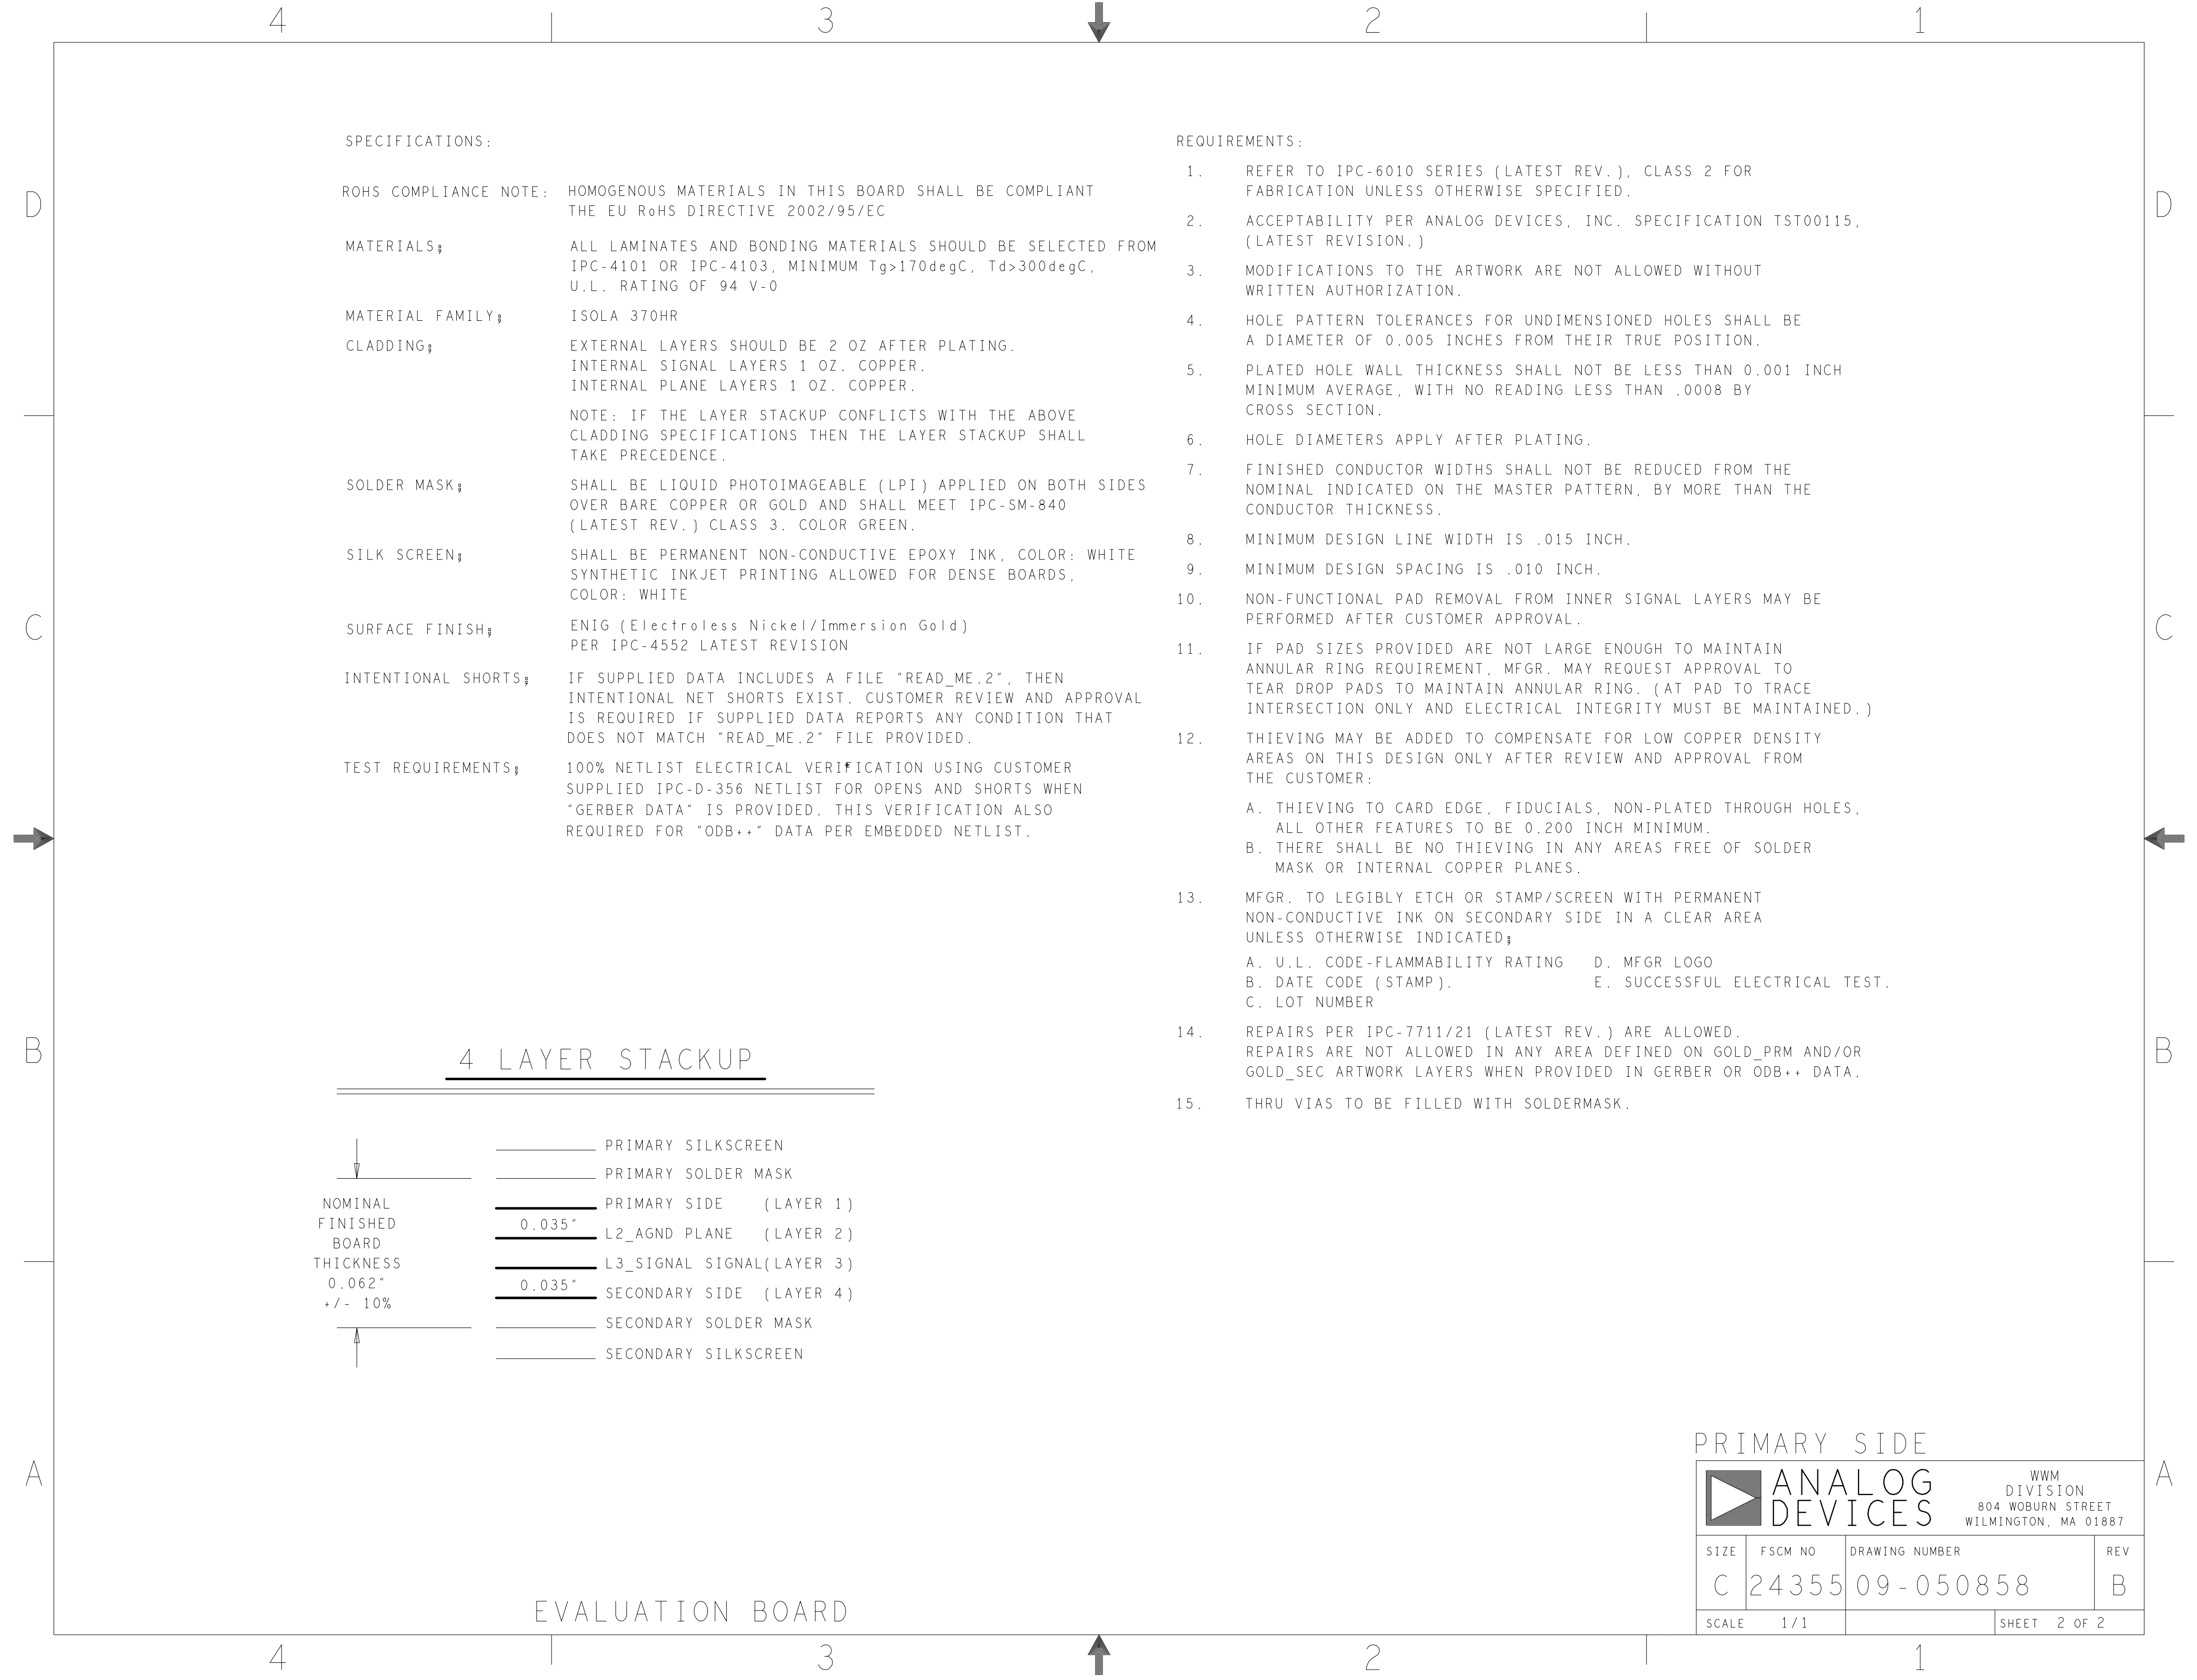 4 3 2 1
D D
C C
B B
A A
SPECIFICATIONS:
ROHS COMPLIANCE NOTE: HOMOGENOUS MATERIALS IN THIS BOARD SHALL BE COMPLIANT
THE EU RoHS DIRECTIVE 2002/95/EC
MATERIALS: ALL LAMINATES AND BONDING MATERIALS SHOULD BE SELECTED FROM
IPC-4101 OR IPC-4103, MINIMUM Tg>170degC, Td>300degC,
U.L. RATING OF 94 V-0
MATERIAL FAMILY: ISOLA 370HR
CLADDING: EXTERNAL LAYERS SHOULD BE 2 OZ AFTER PLATING.
INTERNAL SIGNAL LAYERS 1 OZ. COPPER.
INTERNAL PLANE LAYERS 1 OZ. COPPER.
NOTE: IF THE LAYER STACKUP CONFLICTS WITH THE ABOVE
CLADDING SPECIFICATIONS THEN THE LAYER STACKUP SHALL
TAKE PRECEDENCE.
SOLDER MASK: SHALL BE LIQUID PHOTOIMAGEABLE (LPI) APPLIED ON BOTH SIDES
OVER BARE COPPER OR GOLD AND SHALL MEET IPC-SM-840
(LATEST REV.) CLASS 3. COLOR GREEN.
SILK SCREEN: SHALL BE PERMANENT NON-CONDUCTIVE EPOXY INK, COLOR: WHITE
SYNTHETIC INKJET PRINTING ALLOWED FOR DENSE BOARDS,
COLOR: WHITE
SURFACE FINISH: ENIG (Electroless Nickel/Immersion Gold)
PER IPC-4552 LATEST REVISION
INTENTIONAL SHORTS: IF SUPPLIED DATA INCLUDES A FILE "READ_ME.2", THEN
INTENTIONAL NET SHORTS EXIST. CUSTOMER REVIEW AND APPROVAL
IS REQUIRED IF SUPPLIED DATA REPORTS ANY CONDITION THAT
DOES NOT MATCH "READ_ME.2" FILE PROVIDED.
TEST REQUIREMENTS: 100% NETLIST ELECTRICAL VERIFICATION USING CUSTOMER
SUPPLIED IPC-D-356 NETLIST FOR OPENS AND SHORTS WHEN
"GERBER DATA" IS PROVIDED. THIS VERIFICATION ALSO
REQUIRED FOR "ODB++" DATA PER EMBEDDED NETLIST.
REQUIREMENTS:
1. REFER TO IPC-6010 SERIES (LATEST REV.), CLASS 2 FOR
FABRICATION UNLESS OTHERWISE SPECIFIED.
2. ACCEPTABILITY PER ANALOG DEVICES, INC. SPECIFICATION TST00115,
(LATEST REVISION.)
3. MODIFICATIONS TO THE ARTWORK ARE NOT ALLOWED WITHOUT
WRITTEN AUTHORIZATION.
4. HOLE PATTERN TOLERANCES FOR UNDIMENSIONED HOLES SHALL BE
A DIAMETER OF 0.005 INCHES FROM THEIR TRUE POSITION.
5. PLATED HOLE WALL THICKNESS SHALL NOT BE LESS THAN 0.001 INCH
MINIMUM AVERAGE, WITH NO READING LESS THAN .0008 BY
CROSS SECTION.
6. HOLE DIAMETERS APPLY AFTER PLATING.
7. FINISHED CONDUCTOR WIDTHS SHALL NOT BE REDUCED FROM THE
NOMINAL INDICATED ON THE MASTER PATTERN, BY MORE THAN THE
CONDUCTOR THICKNESS.
8. MINIMUM DESIGN LINE WIDTH IS .015 INCH.
9. MINIMUM DESIGN SPACING IS .010 INCH.
10. NON-FUNCTIONAL PAD REMOVAL FROM INNER SIGNAL LAYERS MAY BE
PERFORMED AFTER CUSTOMER APPROVAL.
11. IF PAD SIZES PROVIDED ARE NOT LARGE ENOUGH TO MAINTAIN
ANNULAR RING REQUIREMENT, MFGR. MAY REQUEST APPROVAL TO
TEAR DROP PADS TO MAINTAIN ANNULAR RING. (AT PAD TO TRACE
INTERSECTION ONLY AND ELECTRICAL INTEGRITY MUST BE MAINTAINED.)
12. THIEVING MAY BE ADDED TO COMPENSATE FOR LOW COPPER DENSITY
AREAS ON THIS DESIGN ONLY AFTER REVIEW AND APPROVAL FROM
THE CUSTOMER:
A. THIEVING TO CARD EDGE, FIDUCIALS, NON-PLATED THROUGH HOLES,
ALL OTHER FEATURES TO BE 0.200 INCH MINIMUM.
B. THERE SHALL BE NO THIEVING IN ANY AREAS FREE OF SOLDER
MASK OR INTERNAL COPPER PLANES.
13. MFGR. TO LEGIBLY ETCH OR STAMP/SCREEN WITH PERMANENT
NON-CONDUCTIVE INK ON SECONDARY SIDE IN A CLEAR AREA
UNLESS OTHERWISE INDICATED:
A. U.L. CODE-FLAMMABILITY RATING D. MFGR LOGO
B. DATE CODE (STAMP). E. SUCCESSFUL ELECTRICAL TEST.
C. LOT NUMBER
14. REPAIRS PER IPC-7711/21 (LATEST REV.) ARE ALLOWED.
REPAIRS ARE NOT ALLOWED IN ANY AREA DEFINED ON GOLD_PRM AND/OR
GOLD_SEC ARTWORK LAYERS WHEN PROVIDED IN GERBER OR ODB++ DATA.
15. THRU VIAS TO BE FILLED WITH SOLDERMASK.
4 LAYER STACKUP
PRIMARY SILKSCREEN
PRIMARY SOLDER MASK
PRIMARY SIDE (LAYER 1)
0.035"
L2_AGND PLANE (LAYER 2)
L3_SIGNAL SIGNAL(LAYER 3)
0.035"
SECONDARY SIDE (LAYER 4)
SECONDARY SOLDER MASK
SECONDARY SILKSCREEN
NOMINAL
FINISHED
BOARD
THICKNESS
0.062"
+/- 10%
PRIMARY SIDE
ANALOG
DEVICES
WWM
DIVISION
804 WOBURN STREET
WILMINGTON, MA 01887
SIZE FSCM NO DRAWING NUMBER REV
C 24355 09-050858 B
SCALE 1/1 SHEET 2 OF 2
EVALUATION BOARD
4 3 2 1